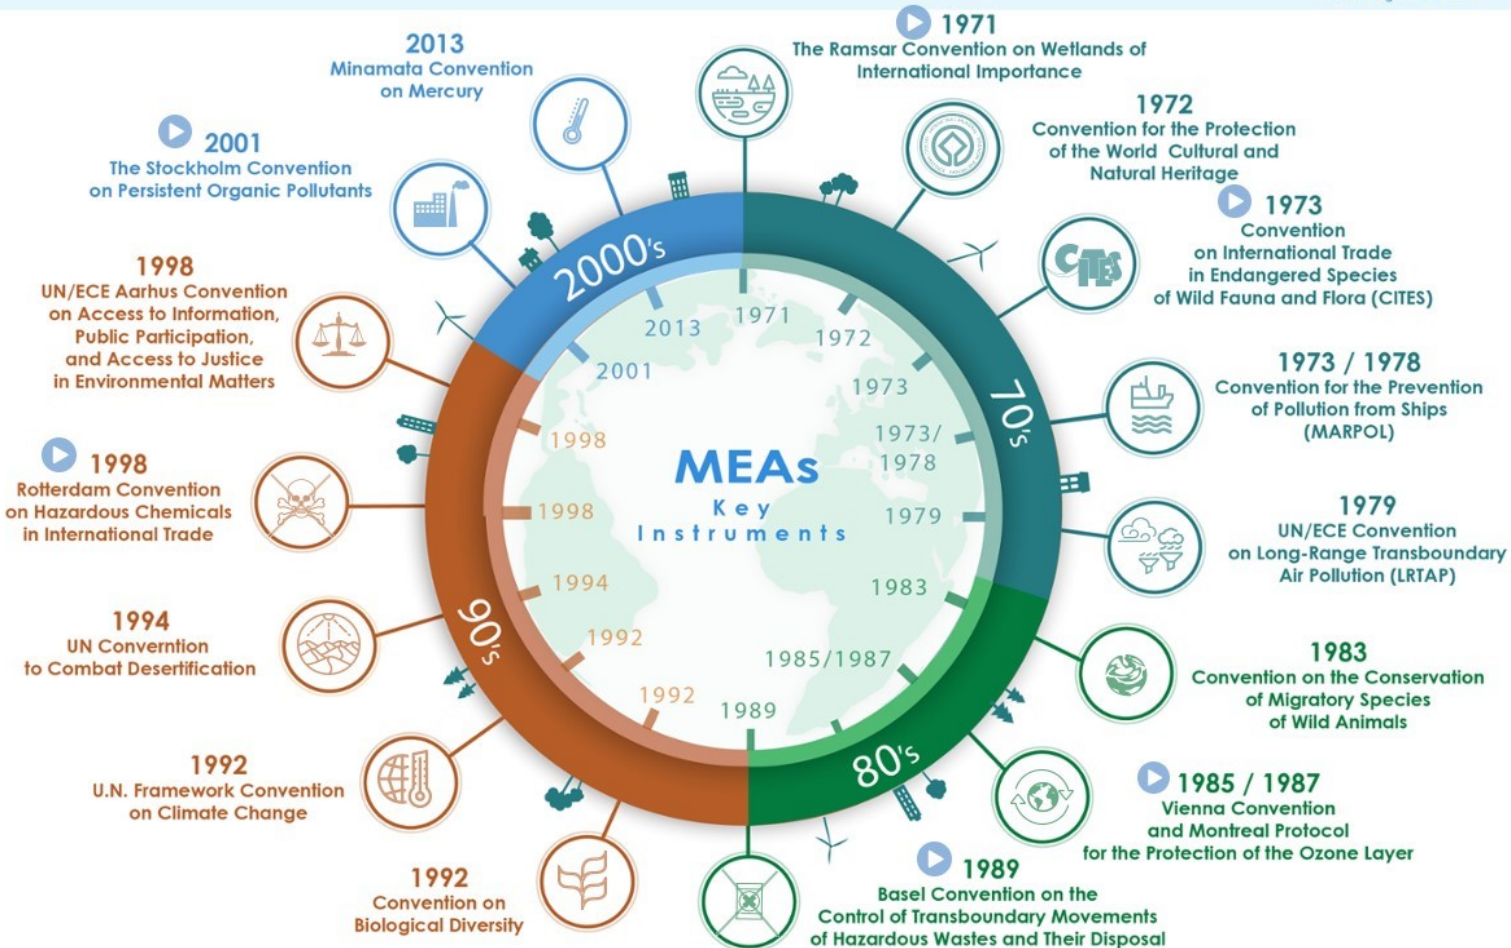 1971
The Ramsar Convention on Wetlands of
International Importance
1972
Convention for the Protection
of the World Cultural and
Natural Heritage
1973
Convention
on International Trade
in Endangered Species
of Wild Fauna and Flora (CITES)
CITES
1973 / 1978
Convention for the Prevention
of Pollution from Ships
(MARPOL)
1979
UN/ECE Convention
on Long-Range Transboundary
Air Pollution (LRTAP)
1983
Convention on the Conservation
of Migratory Species
of Wild Animals
1985 / 1987
Vienna Convention
and Montreal Protocol
for the Protection of the Ozone Layer
1989
Basel Convention on the
Control of Transboundary Movements
of Hazardous Wastes and Their Disposal
1992
Convention on
Biological Diversity
1992
U.N. Framework Convention
on Climate Change
1994
UN Converntion
to Combat Desertification
1998
Rotterdam Convention
on Hazardous Chemicals
in International Trade
1998
UN/ECE Aarhus Convention
on Access to Information,
Public Participation,
and Access to Justice
in Environmental Matters
2001
The Stockholm Convention
on Persistent Organic Pollutants
2013
Minamata Convention
on Mercury
70's
80's
90's
2000's
1971
1972
1973
1973/
1978
1979
1983
1985/1987
1989
1992
1992
1994
1998
1998
2001
2013
MEAs
Key
Instruments